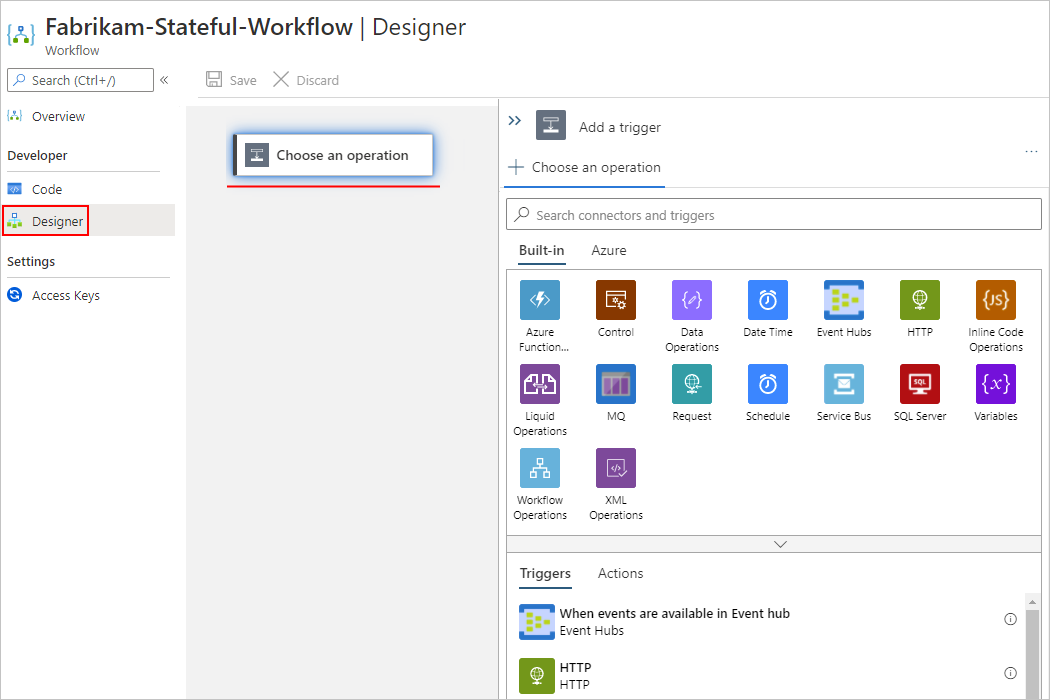 Fabrikam-Stateful-Workflow | Designer
Workflow
Search (Ctrl+/)
«
Save
Discard
Overview
Developer
Code
Designer
Settings
Access Keys
Choose an operation
Add a trigger
...
Choose an operation
Search connectors and triggers
Built-in
Azure
Azure
Function...
Control
Data
Operations
Date Time
Event Hubs
HTTP
{JS}
Inline Code
Operations
Liquid
Operations
MQ
Request
Schedule
Service Bus
SQL
SQL Server
{x}
Variables
Workflow
Operations
XML
Operations
Triggers
Actions
When events are available in Event hub
Event Hubs
HTTP
HTTP